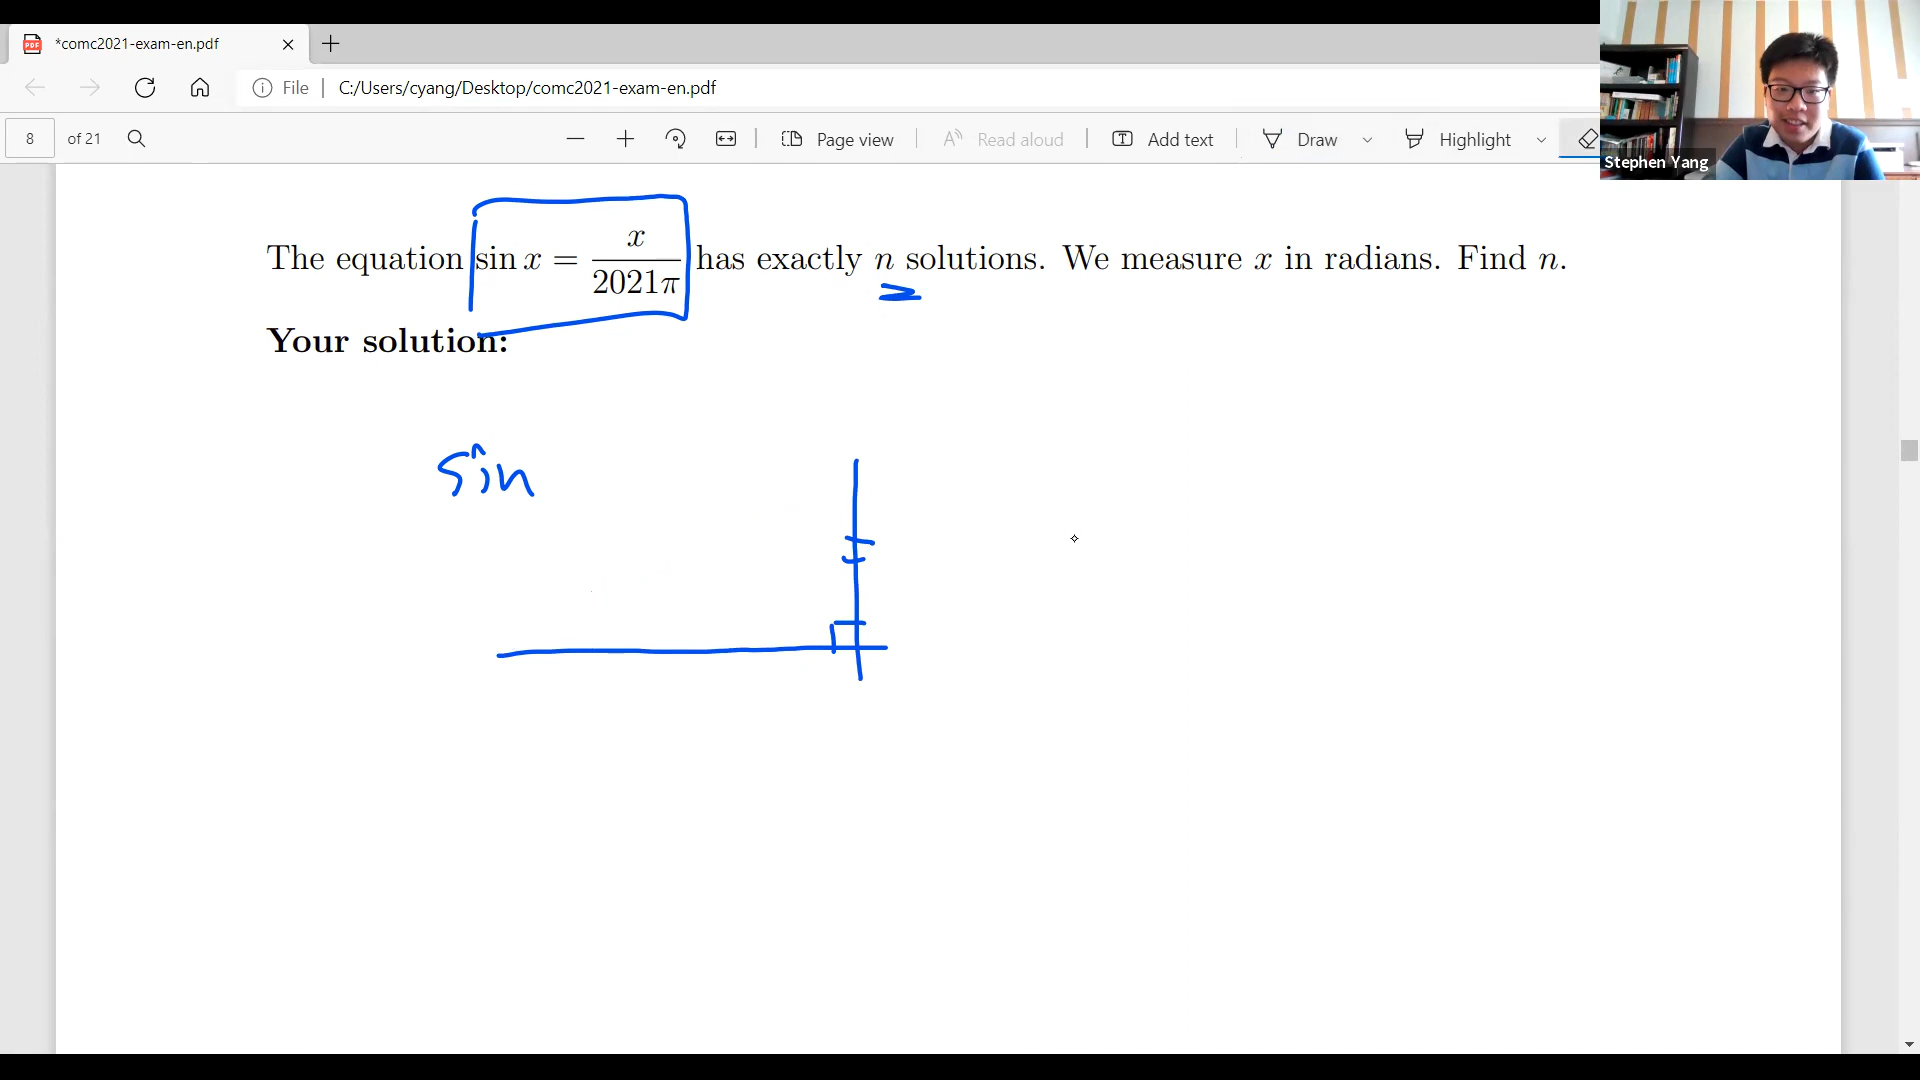 *comc2021-exam-en.pdf
File | C:/Users/cyang/Desktop/comc2021-exam-en.pdf
8 of 21 Page view Read aloud Add text Draw Highlight
Stephen Yang
The equation sin x = x/2021π has exactly n solutions. We measure x in radians. Find n.
Your solution:
sin